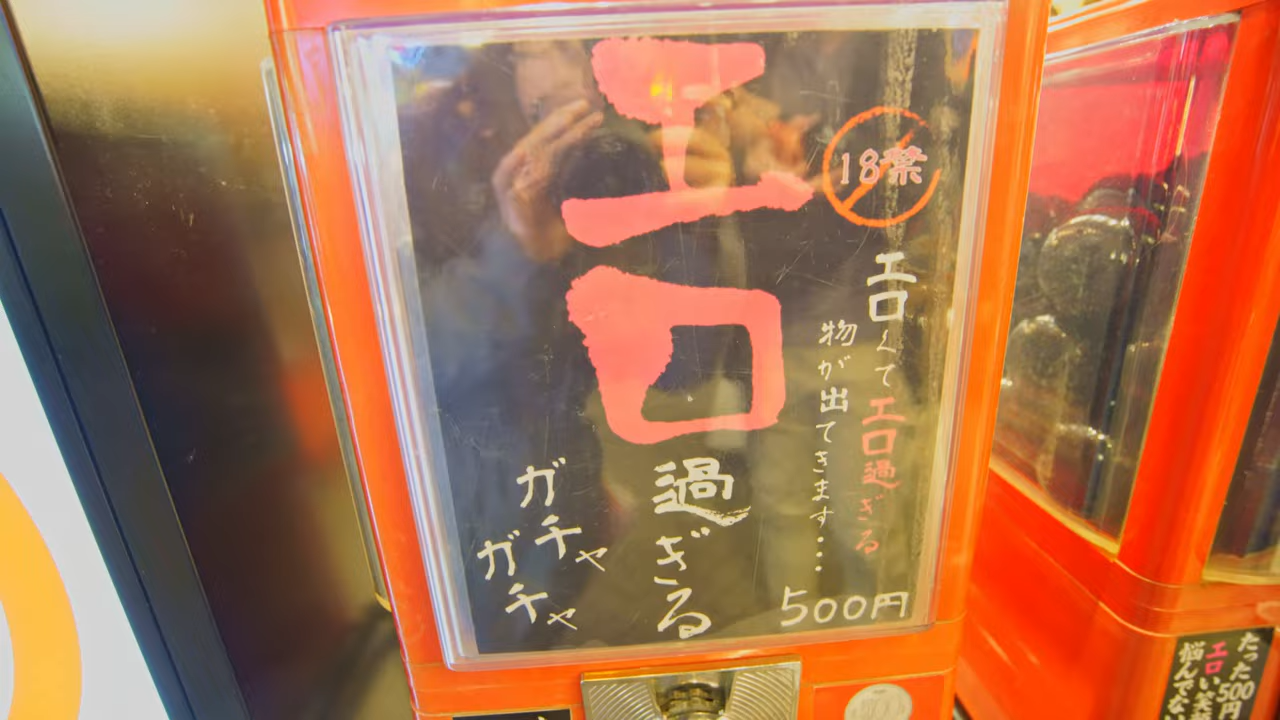 18禁
エロくてエロ過ぎる
物が出てきます・・・
500円
エロ過ぎる
ガチャ
ガチャ
たった500円
エロい
悩んでな